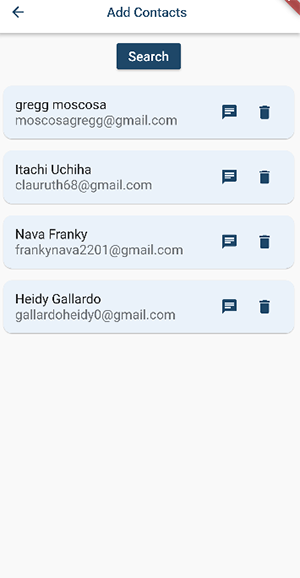 Add Contacts
Search
gregg moscosa
moscosagregg@gmail.com
Itachi Uchiha
clauruth68@gmail.com
Nava Franky
frankynava2201@gmail.com
Heidy Gallardo
gallardoheidy0@gmail.com